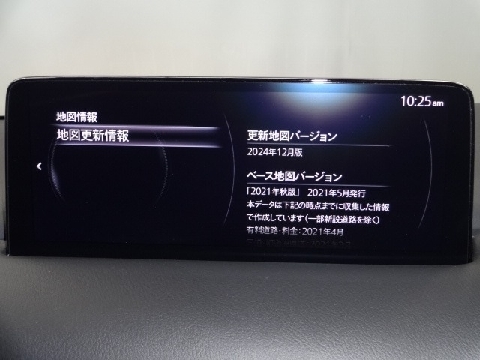 10:25 am
地図情報
地図更新情報
更新地図バージョン
2024年12月版
ベース地図バージョン
「2021年秋版」 2021年5月発行
本データは下記の時点までに収集した情報
で作成しています(一部新設道路を除く)
有料道路・料金：2021年4月